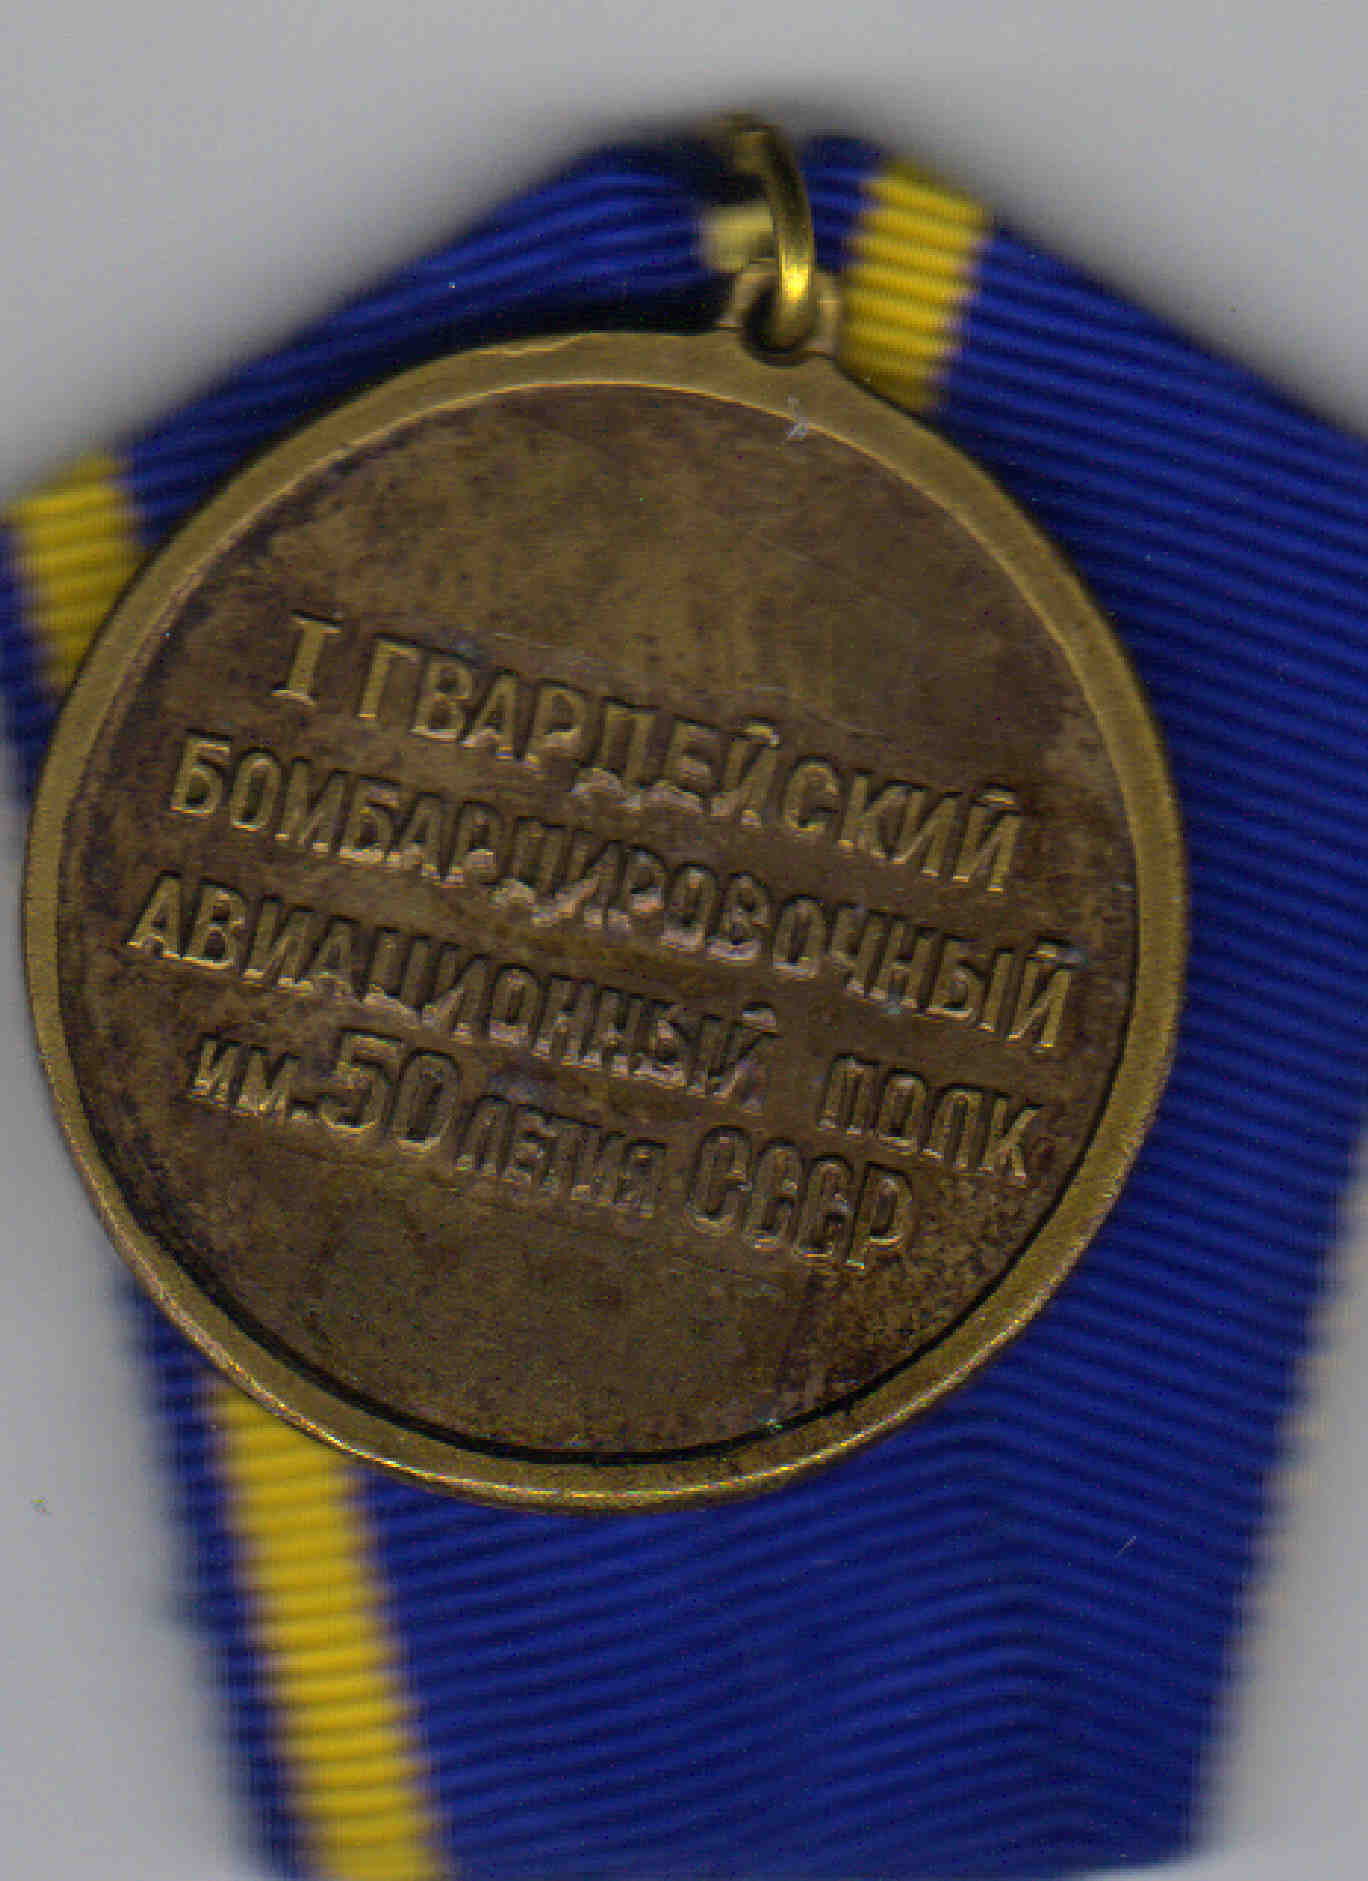 I ГВАРДЕЙСКИЙ
БОМБАРДИРОВОЧНЫЙ
АВИАЦИОННЫЙ ПОЛК
им. 50 ЛЕТИЯ СССР